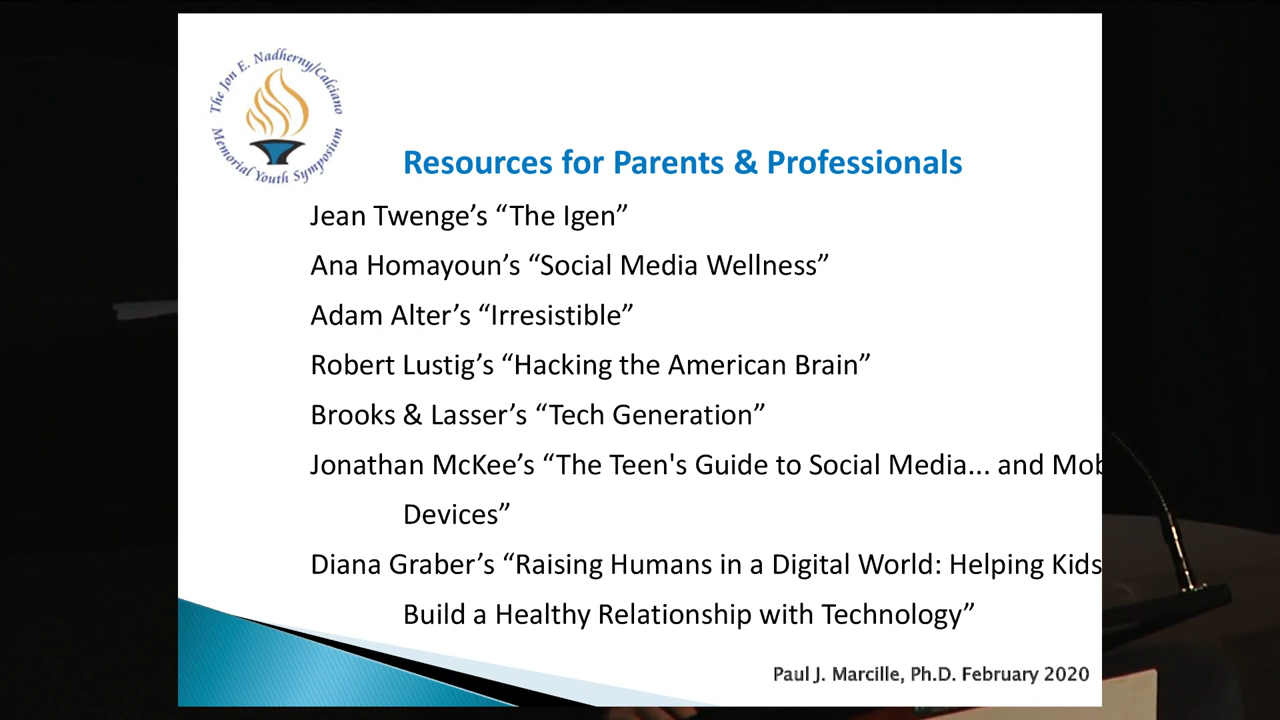 The Jon E. Nadherny/Calciano
Memorial Youth Symposium
Resources for Parents & Professionals
Jean Twenge’s “The Igen”
Ana Homayoun’s “Social Media Wellness”
Adam Alter’s “Irresistible”
Robert Lustig’s “Hacking the American Brain”
Brooks & Lasser’s “Tech Generation”
Jonathan McKee’s “The Teen's Guide to Social Media... and Mob
Devices”
Diana Graber’s “Raising Humans in a Digital World: Helping Kids
Build a Healthy Relationship with Technology”
Paul J. Marcille, Ph.D. February 2020